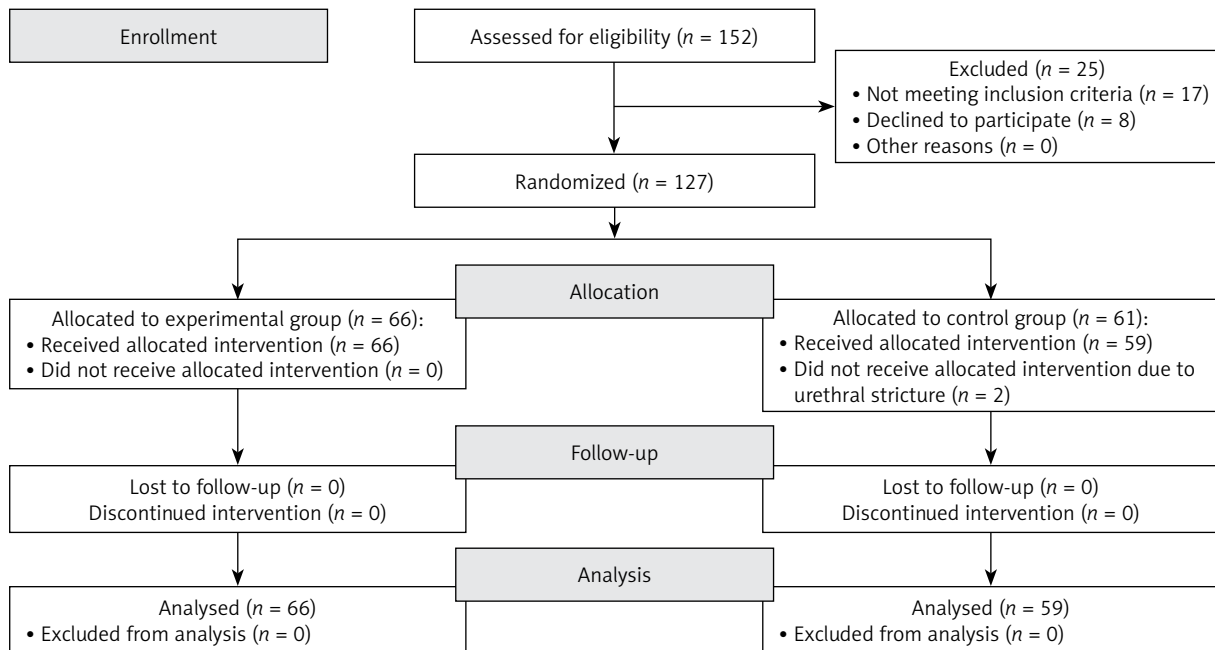 Enrollment
Assessed for eligibility (n = 152)
Excluded (n = 25)
• Not meeting inclusion criteria (n = 17)
• Declined to participate (n = 8)
• Other reasons (n = 0)
Randomized (n = 127)
Allocation
Allocated to experimental group (n = 66):
• Received allocated intervention (n = 66)
• Did not receive allocated intervention (n = 0)
Allocated to control group (n = 61):
• Received allocated intervention (n = 59)
• Did not receive allocated intervention due to
urethral stricture (n = 2)
Follow-up
Lost to follow-up (n = 0)
Discontinued intervention (n = 0)
Lost to follow-up (n = 0)
Discontinued intervention (n = 0)
Analysis
Analysed (n = 66)
• Excluded from analysis (n = 0)
Analysed (n = 59)
• Excluded from analysis (n = 0)